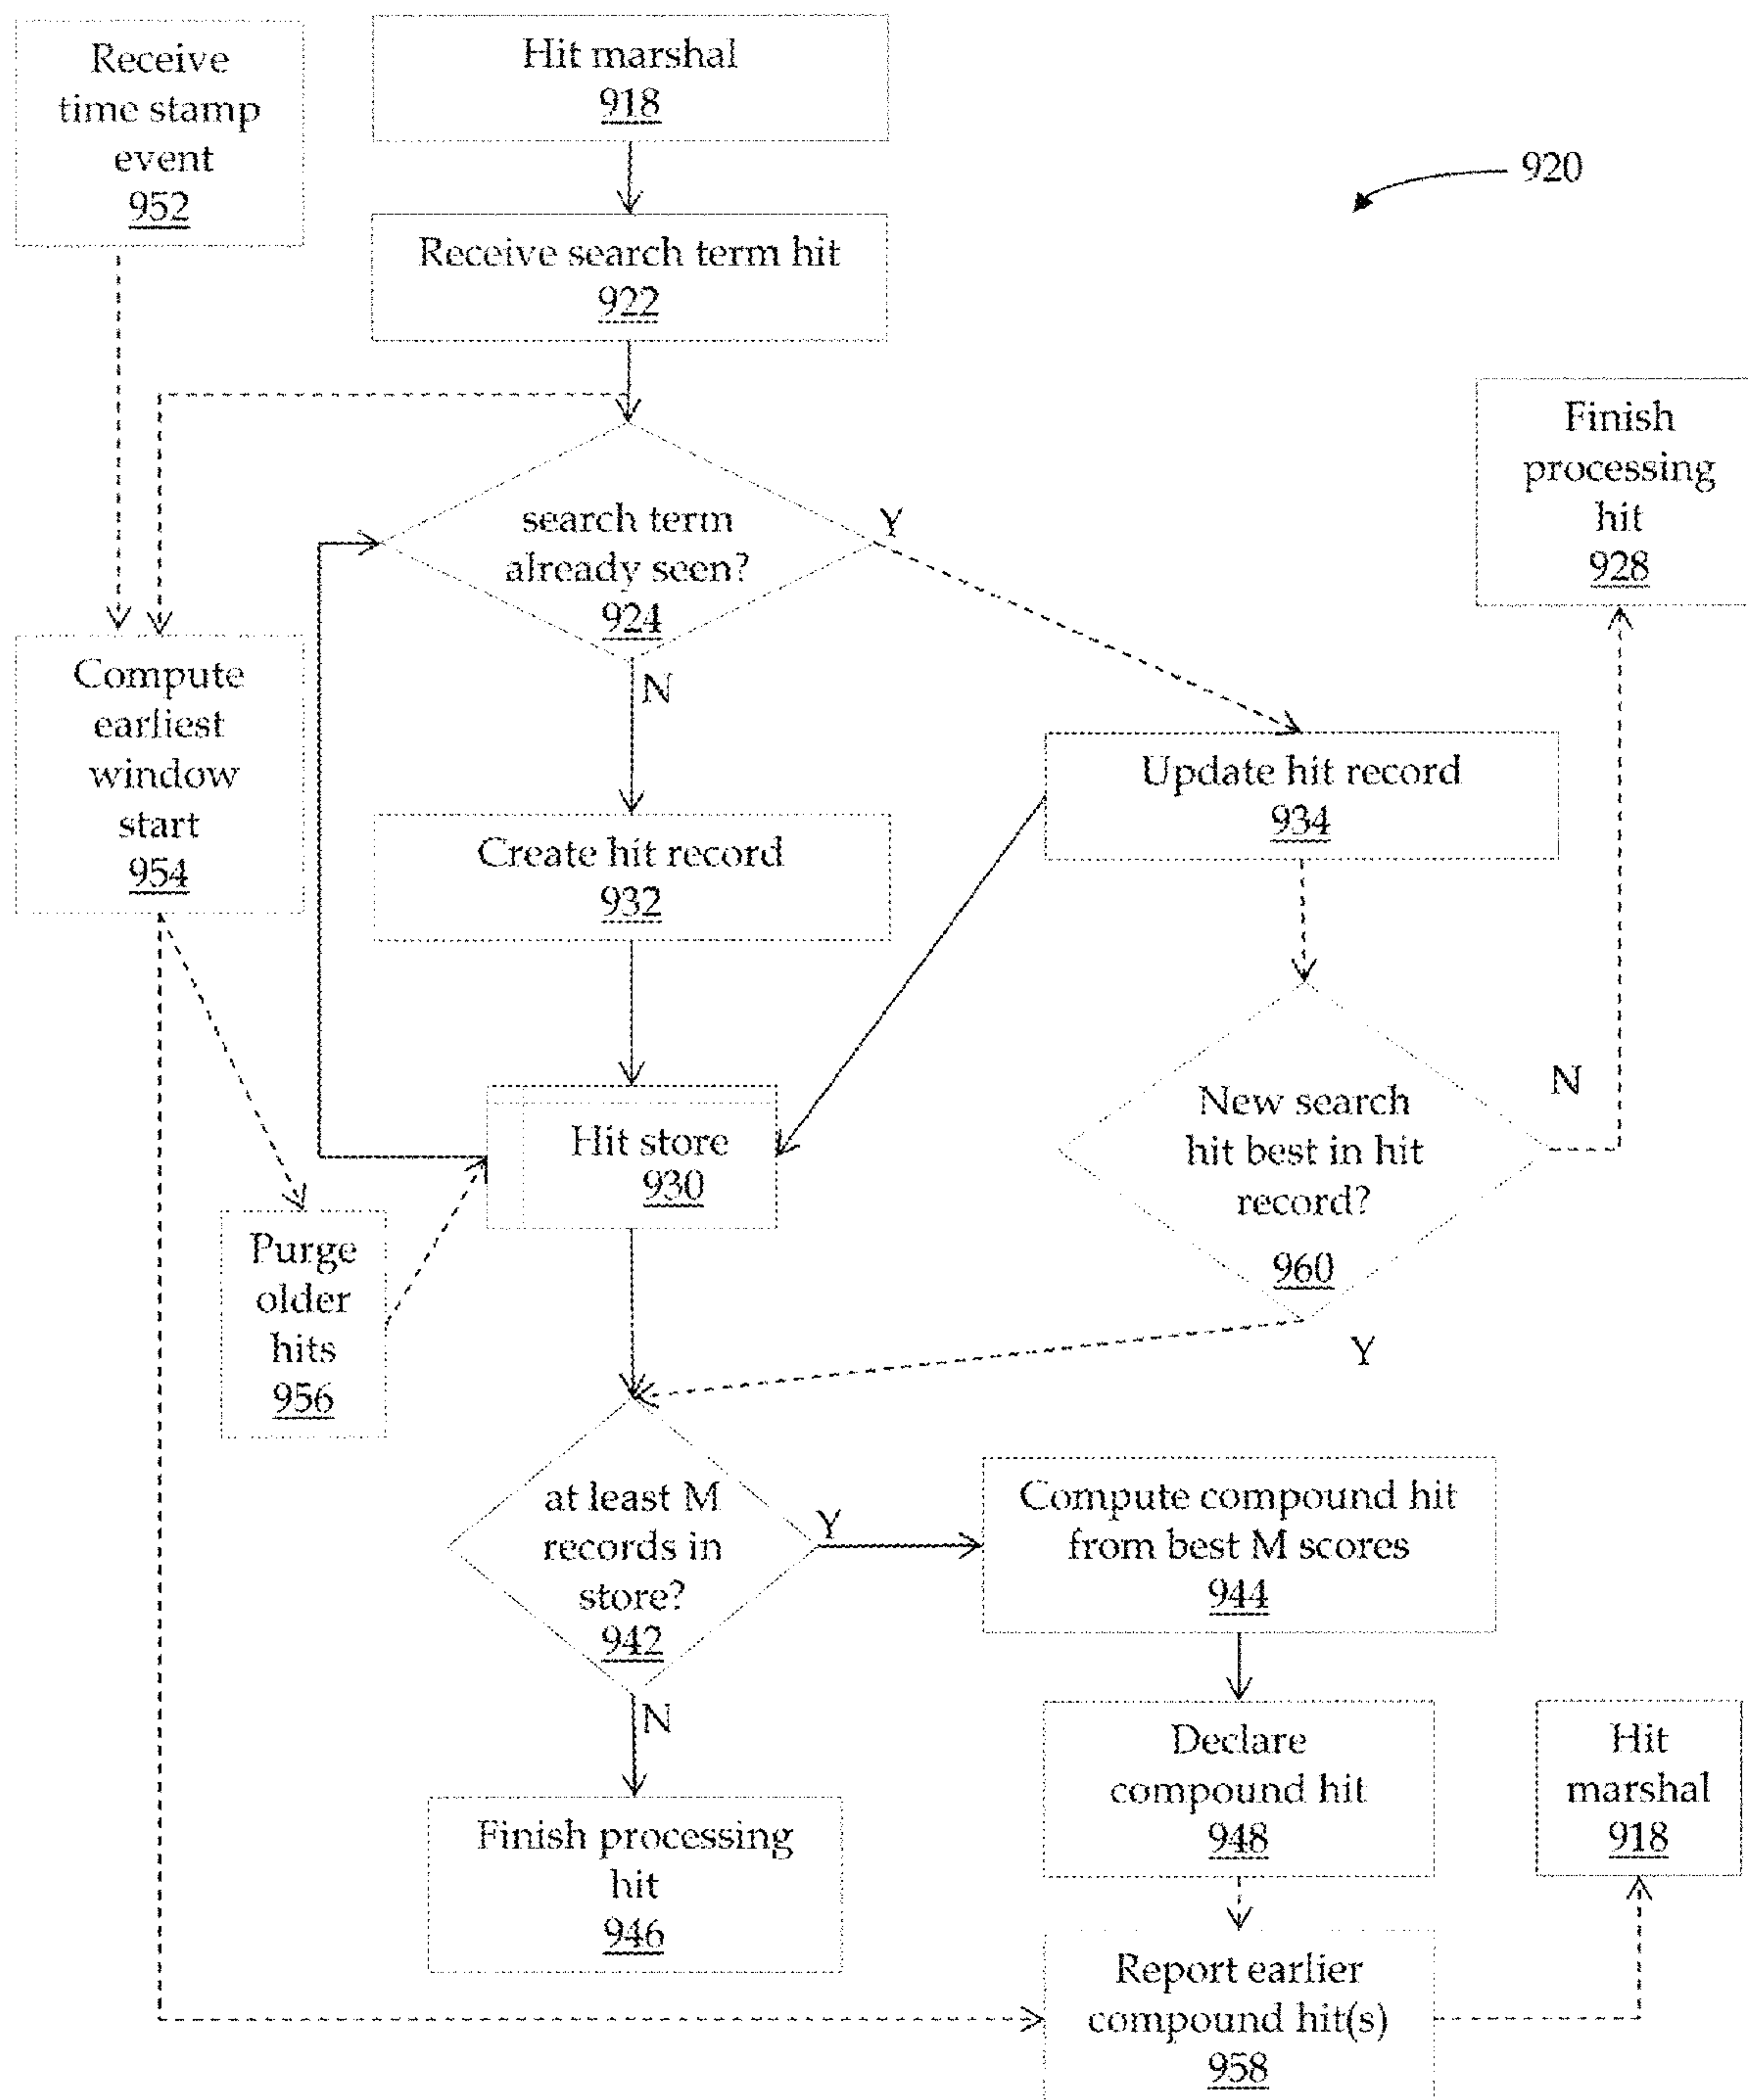 Receive
time stamp
event
952
Hit marshal
918
920
Receive search term hit
922
Finish
processing
hit
928
search term
already seen?
924
Y
N
Compute
earliest
window
start
954
Update hit record
934
Create hit record
932
New search
hit best in hit
record?
960
N
Y
Hit store
930
Purge
older
hits
956
at least M
records in
store?
942
Y
N
Compute compound hit
from best M scores
944
Declare
compound hit
948
Hit
marshal
918
Finish processing
hit
946
Report earlier
compound hit(s)
958